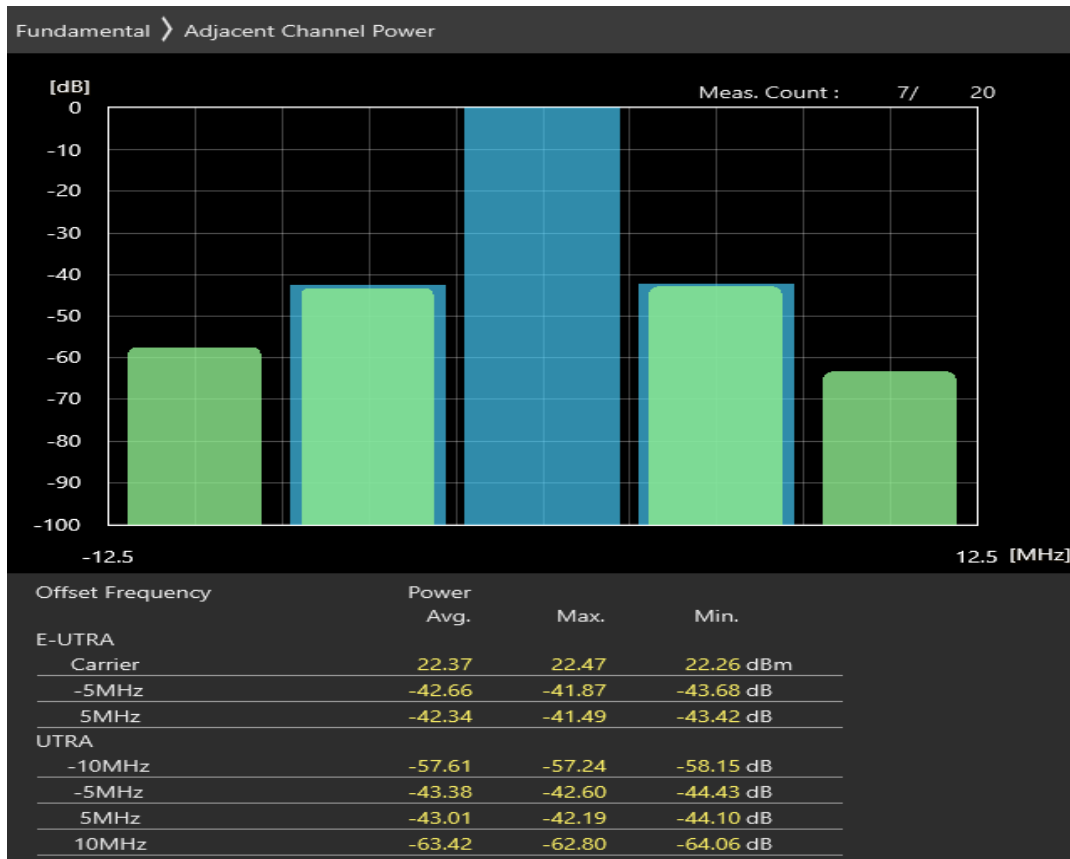 Fundamental 〉 Adjacent Channel Power
[dB]
Meas. Count : 7/ 20
0
-10
-20
-30
-40
-50
-60
-70
-80
-90
-100
-12.5 12.5 [MHz]
Offset Frequency Power
Avg. Max. Min.
E-UTRA
Carrier 22.37 22.47 22.26 dBm
-5MHz -42.66 -41.87 -43.68 dB
5MHz -42.34 -41.49 -43.42 dB
UTRA
-10MHz -57.61 -57.24 -58.15 dB
-5MHz -43.38 -42.60 -44.43 dB
5MHz -43.01 -42.19 -44.10 dB
10MHz -63.42 -62.80 -64.06 dB